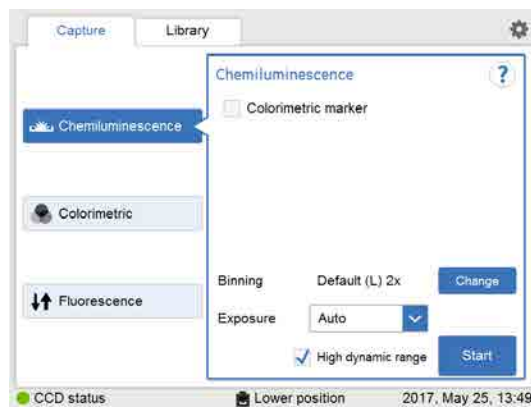 Capture
Library
Chemiluminescence
Colorimetric
Fluorescence
Chemiluminescence
?
Colorimetric marker
Binning Default (L) 2x Change
Exposure Auto
High dynamic range Start
CCD status Lower position 2017, May 25, 13:49